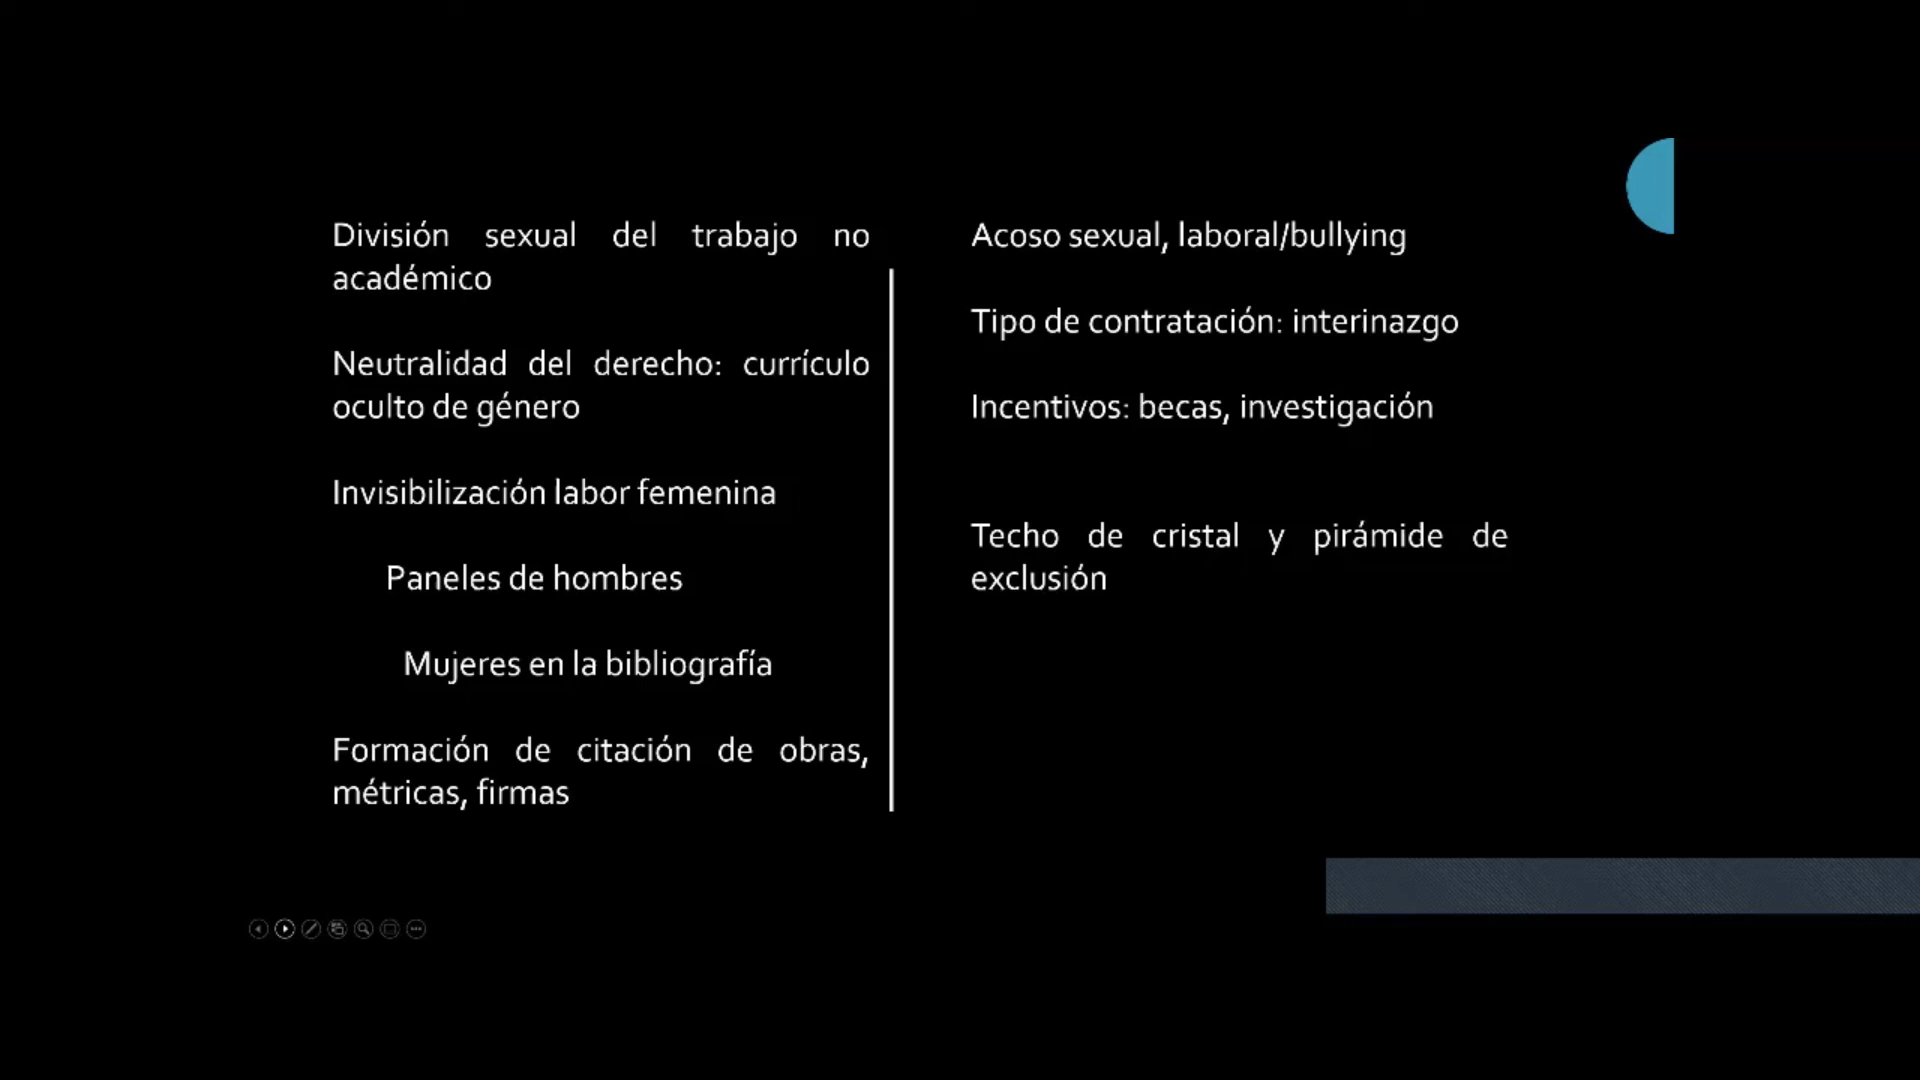 División sexual del trabajo no
académico
Neutralidad del derecho: currículo
oculto de género
Invisibilización labor femenina
Paneles de hombres
Mujeres en la bibliografía
Formación de citación de obras,
métricas, firmas
Acoso sexual, laboral/bullying
Tipo de contratación: interinazgo
Incentivos: becas, investigación
Techo de cristal y pirámide de
exclusión